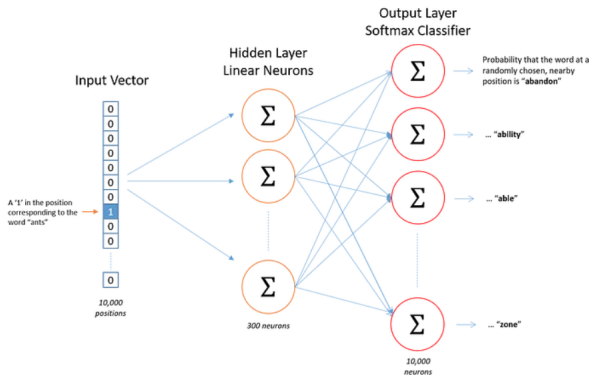 Output Layer
Softmax Classifier
Hidden Layer
Linear Neurons
Input Vector
Probability that the word at a
randomly chosen, nearby
position is "abandon"
... "ability"
... "able"
... "zone"
A '1' in the position
corresponding to the
word "ants"
0
0
0
0
0
0
0
1
0
0
0
10,000
positions
Σ
Σ
Σ
300 neurons
Σ
Σ
Σ
Σ
10,000
neurons